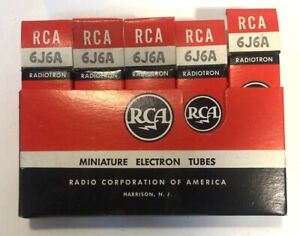 RCA RCA RCA RCA RCA
6J6A 6J6A 6J6A 6J6A 6J6A
RADIOTRON RADIOTRON RADIOTRON RADIOTRON RADIOTRON
RCA RCA
MINIATURE ELECTRON TUBES
RADIO CORPORATION OF AMERICA
HARRISON, N. J.